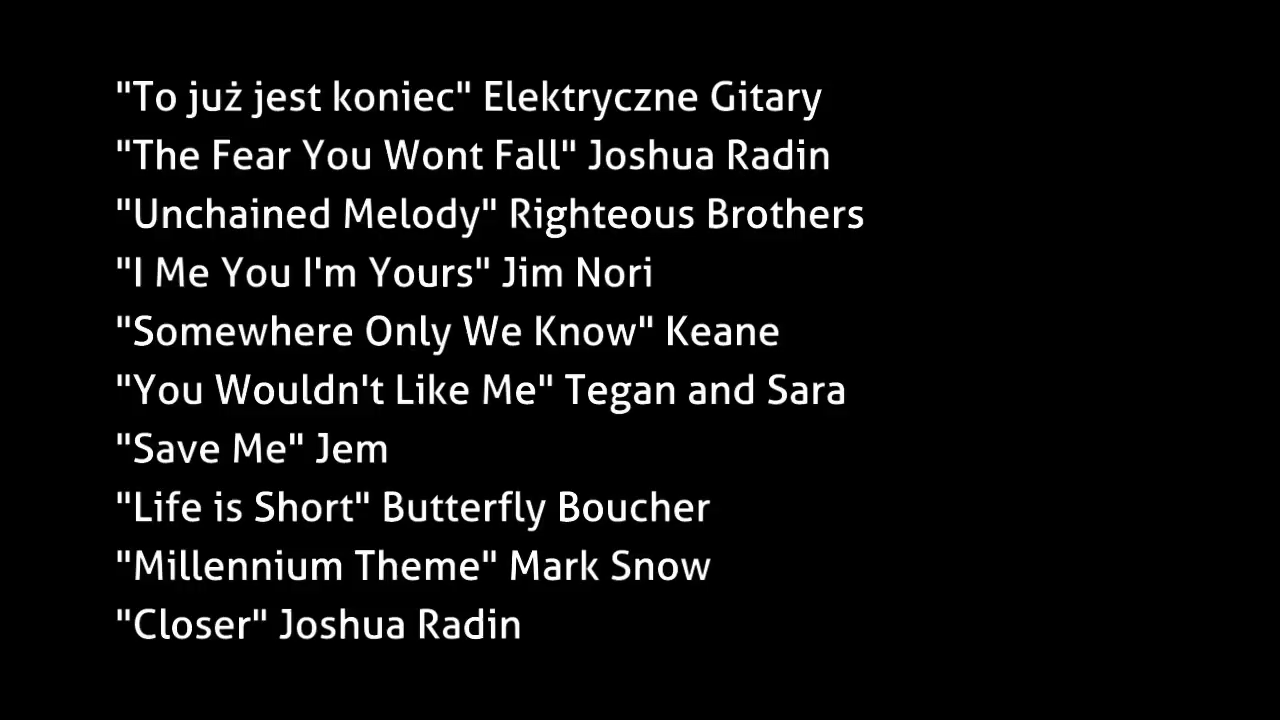 "To już jest koniec" Elektryczne Gitary
"The Fear You Wont Fall" Joshua Radin
"Unchained Melody" Righteous Brothers
"I Me You I'm Yours" Jim Nori
"Somewhere Only We Know" Keane
"You Wouldn't Like Me" Tegan and Sara
"Save Me" Jem
"Life is Short" Butterfly Boucher
"Millennium Theme" Mark Snow
"Closer" Joshua Radin